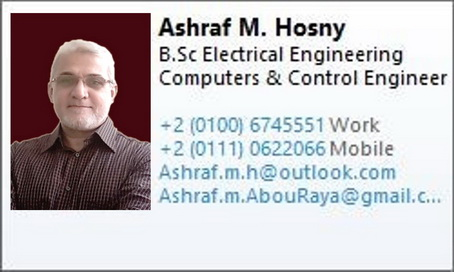 Ashraf M. Hosny
B.Sc Electrical Engineering
Computers & Control Engineer
+2 (0100) 6745551 Work
+2 (0111) 0622066 Mobile
Ashraf.m.h@outlook.com
Ashraf.m.AbouRaya@gmail.c...